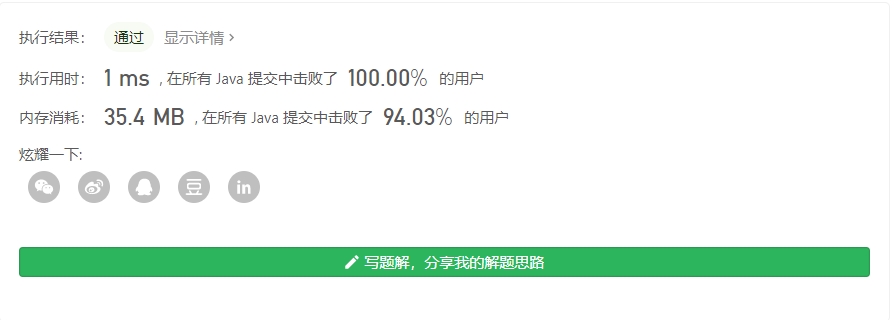 执行结果： 通过 显示详情 ›
执行用时： 1 ms , 在所有 Java 提交中击败了 100.00% 的用户
内存消耗： 35.4 MB , 在所有 Java 提交中击败了 94.03% 的用户
炫耀一下:
豆 in
写题解，分享我的解题思路